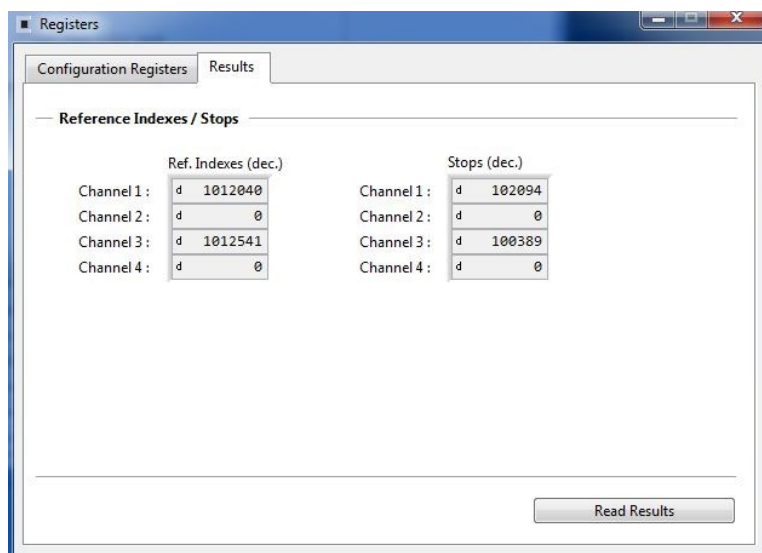 Registers
Configuration Registers Results
Reference Indexes / Stops
Ref. Indexes (dec.) Stops (dec.)
Channel 1 : d 1012040 Channel 1 : d 102094
Channel 2 : d 0 Channel 2 : d 0
Channel 3 : d 1012541 Channel 3 : d 100389
Channel 4 : d 0 Channel 4 : d 0
Read Results